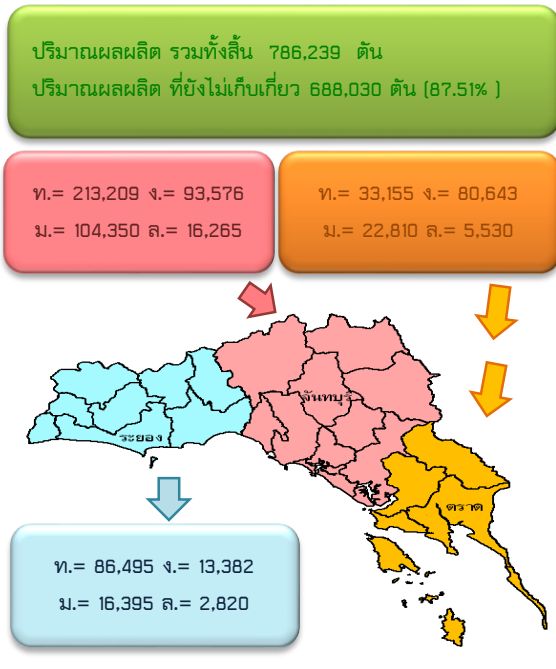 ปริมาณผลผลิต รวมทั้งสิ้น 786,239 ตัน
ปริมาณผลผลิต ที่ยังไม่เก็บเกี่ยว 688,030 ตัน (87.51% )
ท.= 213,209 ง.= 93,576
ม.= 104,350 ล.= 16,265
ท.= 33,155 ง.= 80,643
ม.= 22,810 ล.= 5,530
จันทบุรี
ระยอง
ตราด
ท.= 86,495 ง.= 13,382
ม.= 16,395 ล.= 2,820